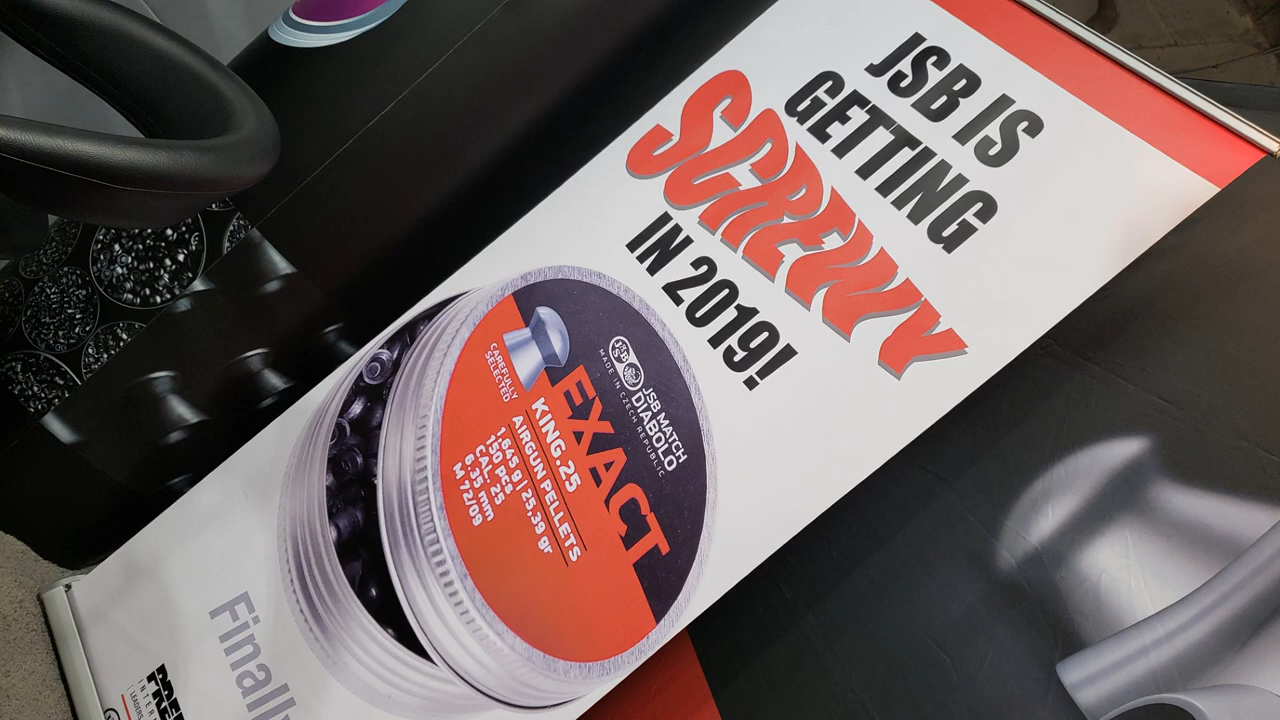 JSB IS
GETTING
SCREWY
IN 2019!
JSB MATCH
DIABOLO
MADE IN CZECH REPUBLIC
EXACT
CAREFULLY
SELECTED
KING .25
AIRGUN PELLETS
1,645 g | 25,39 gr
150 PCS
CAL. 25
6.35 mm
M 72/09
Finally